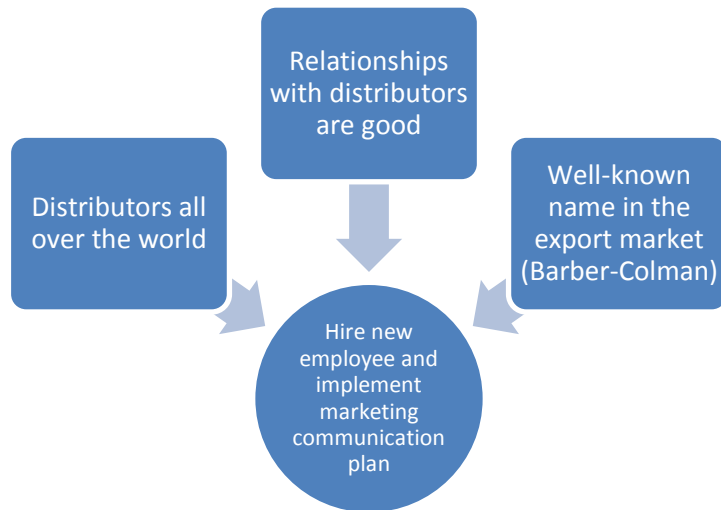 Relationships
with distributors
are good
Distributors all
over the world
Well-known
name in the
export market
(Barber-Colman)
Hire new
employee and
implement
marketing
communication
plan